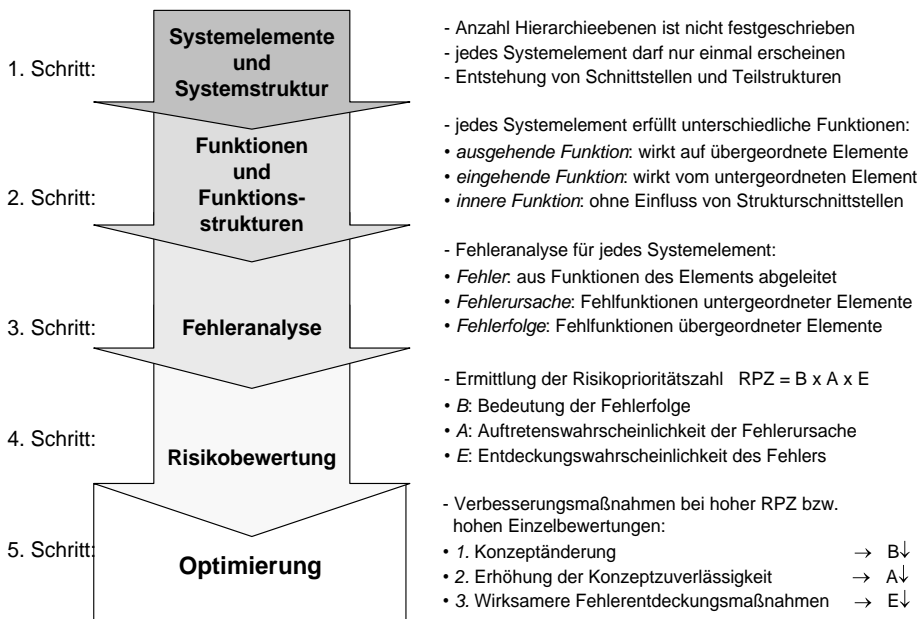 1. Schritt:
Systemelemente
und
Systemstruktur
- Anzahl Hierarchieebenen ist nicht festgeschrieben
- jedes Systemelement darf nur einmal erscheinen
- Entstehung von Schnittstellen und Teilstrukturen
2. Schritt:
Funktionen
und
Funktions-
strukturen
- jedes Systemelement erfüllt unterschiedliche Funktionen:
• ausgehende Funktion: wirkt auf übergeordnete Elemente
• eingehende Funktion: wirkt vom untergeordneten Element
• innere Funktion: ohne Einfluss von Strukturschnittstellen
3. Schritt:
Fehleranalyse
- Fehleranalyse für jedes Systemelement:
• Fehler: aus Funktionen des Elements abgeleitet
• Fehlerursache: Fehlfunktionen untergeordneter Elemente
• Fehlerfolge: Fehlfunktionen übergeordneter Elemente
4. Schritt:
Risikobewertung
- Ermittlung der Risikoprioritätszahl RPZ = B x A x E
• B: Bedeutung der Fehlerfolge
• A: Auftretenswahrscheinlichkeit der Fehlerursache
• E: Entdeckungswahrscheinlichkeit des Fehlers
5. Schritt:
Optimierung
- Verbesserungsmaßnahmen bei hoher RPZ bzw.
hohen Einzelbewertungen:
• 1. Konzeptänderung → B↓
• 2. Erhöhung der Konzeptzuverlässigkeit → A↓
• 3. Wirksamere Fehlerentdeckungsmaßnahmen → E↓